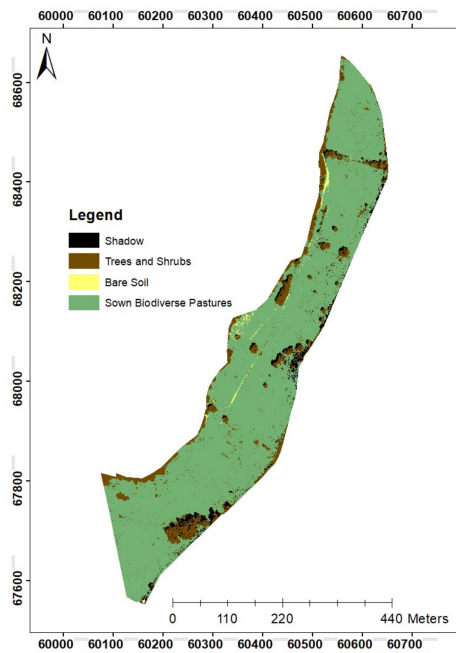 60000 60100 60200 60300 60400 60500 60600 60700
N
68600
68400
68200
68000
67800
67600
Legend
Shadow
Trees and Shrubs
Bare Soil
Sown Biodiverse Pastures
0 110 220 440 Meters
60000 60100 60200 60300 60400 60500 60600 60700